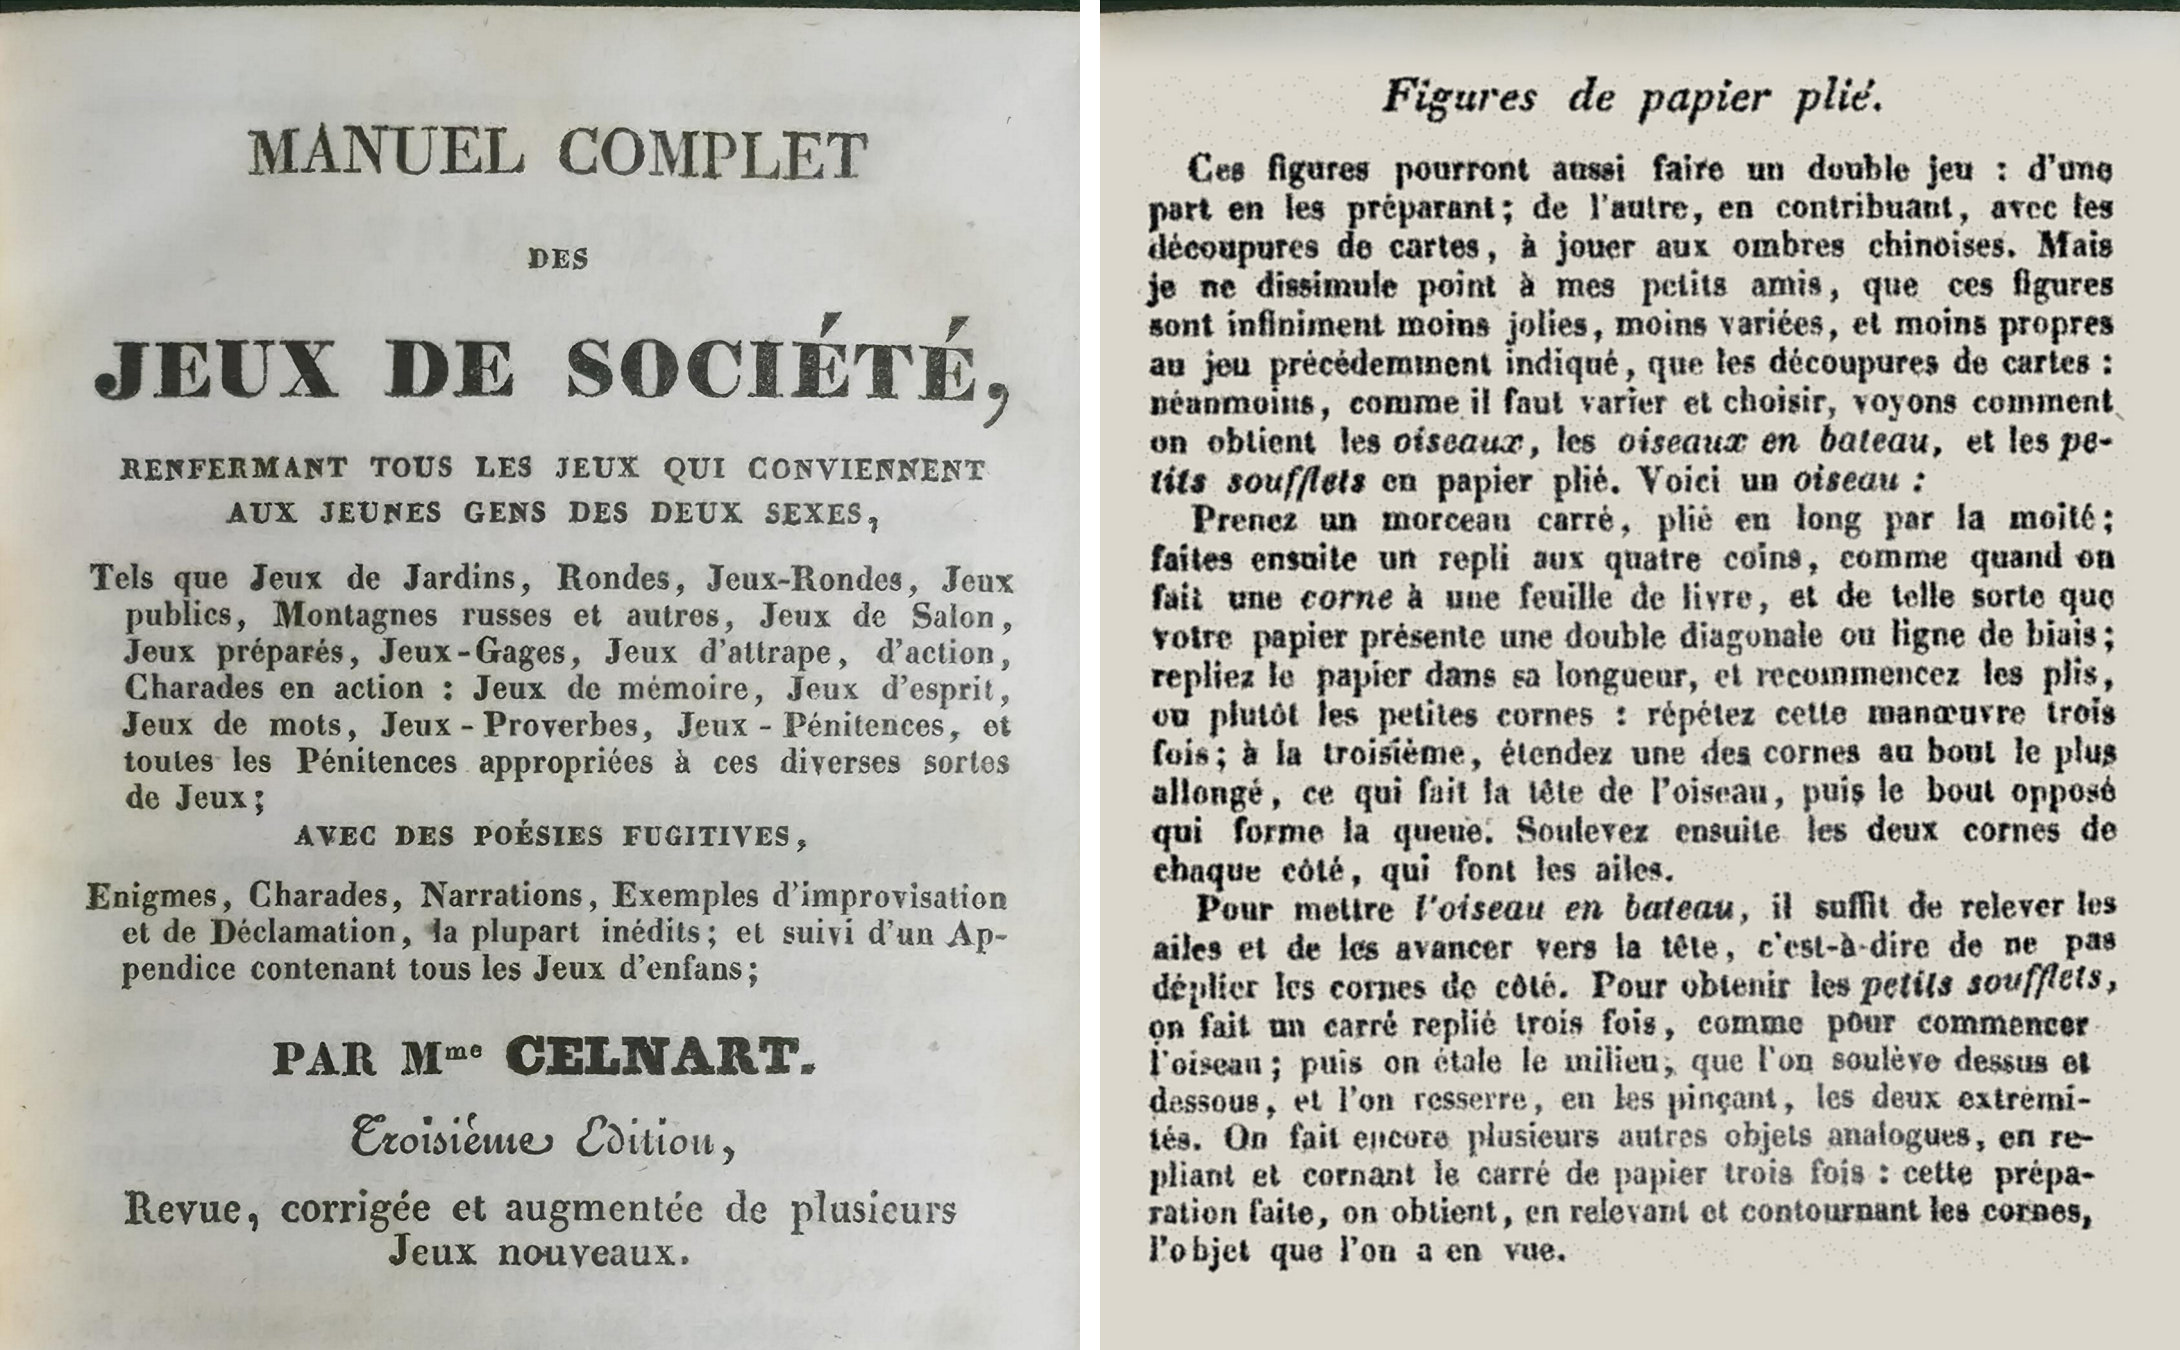 MANUEL COMPLET
DES
JEUX DE SOCIÉTÉ,
RENFERMANT TOUS LES JEUX QUI CONVIENNENT
AUX JEUNES GENS DES DEUX SEXES,
Tels que Jeux de Jardins, Rondes, Jeux-Rondes, Jeux
publics, Montagnes russes et autres, Jeux de Salon,
Jeux préparés, Jeux-Gages, Jeux d'attrape, d'action,
Charades en action : Jeux de mémoire, Jeux d'esprit,
Jeux de mots, Jeux-Proverbes, Jeux-Pénitences, et
toutes les Pénitences appropriées à ces diverses sortes
de Jeux;
AVEC DES POÉSIES FUGITIVES,
Enigmes, Charades, Narrations, Exemples d'improvisation
et de Déclamation, la plupart inédits; et suivi d'un Ap-
pendice contenant tous les Jeux d'enfans;
PAR Mme CELNART.
Troisiéme Edition,
Revue, corrigée et augmentée de plusieurs
Jeux nouveaux.
Figures de papier plié.
Ces figures pourront aussi faire un double jeu : d'une
part en les préparant; de l'autre, en contribuant, avec les
découpures de cartes, à jouer aux ombres chinoises. Mais
je ne dissimule point à mes petits amis, que ces figures
sont infiniment moins jolies, moins variées, et moins propres
au jeu précédemment indiqué, que les découpures de cartes :
néanmoins, comme il faut varier et choisir, voyons comment
on obtient les oiseaux, les oiseaux en bateau, et les pe-
tits soufflets en papier plié. Voici un oiseau :
Prenez un morceau carré, plié en long par la moité;
faites ensuite un repli aux quatre coins, comme quand on
fait une corne à une feuille de livre, et de telle sorte que
votre papier présente une double diagonale ou ligne de biais;
repliez le papier dans sa longueur, et recommencez les plis,
ou plutôt les petites cornes : répétez cette manœuvre trois
fois; à la troisième, étendez une des cornes au bout le plus
allongé, ce qui fait la tête de l'oiseau, puis le bout opposé
qui forme la queue. Soulevez ensuite les deux cornes de
chaque côté, qui font les ailes.
Pour mettre l'oiseau en bateau, il suffit de relever les
ailes et de les avancer vers la tête, c'est-à-dire de ne pas
déplier les cornes de côté. Pour obtenir les petits soufflets,
on fait un carré replié trois fois, comme pour commencer
l'oiseau; puis on étale le milieu, que l'on soulève dessus et
dessous, et l'on resserre, en les pinçant, les deux extrémi-
tés. On fait encore plusieurs autres objets analogues, en re-
pliant et cornant le carré de papier trois fois : cette prépa-
ration faite, on obtient, en relevant et contournant les cornes,
l'objet que l'on a en vue.